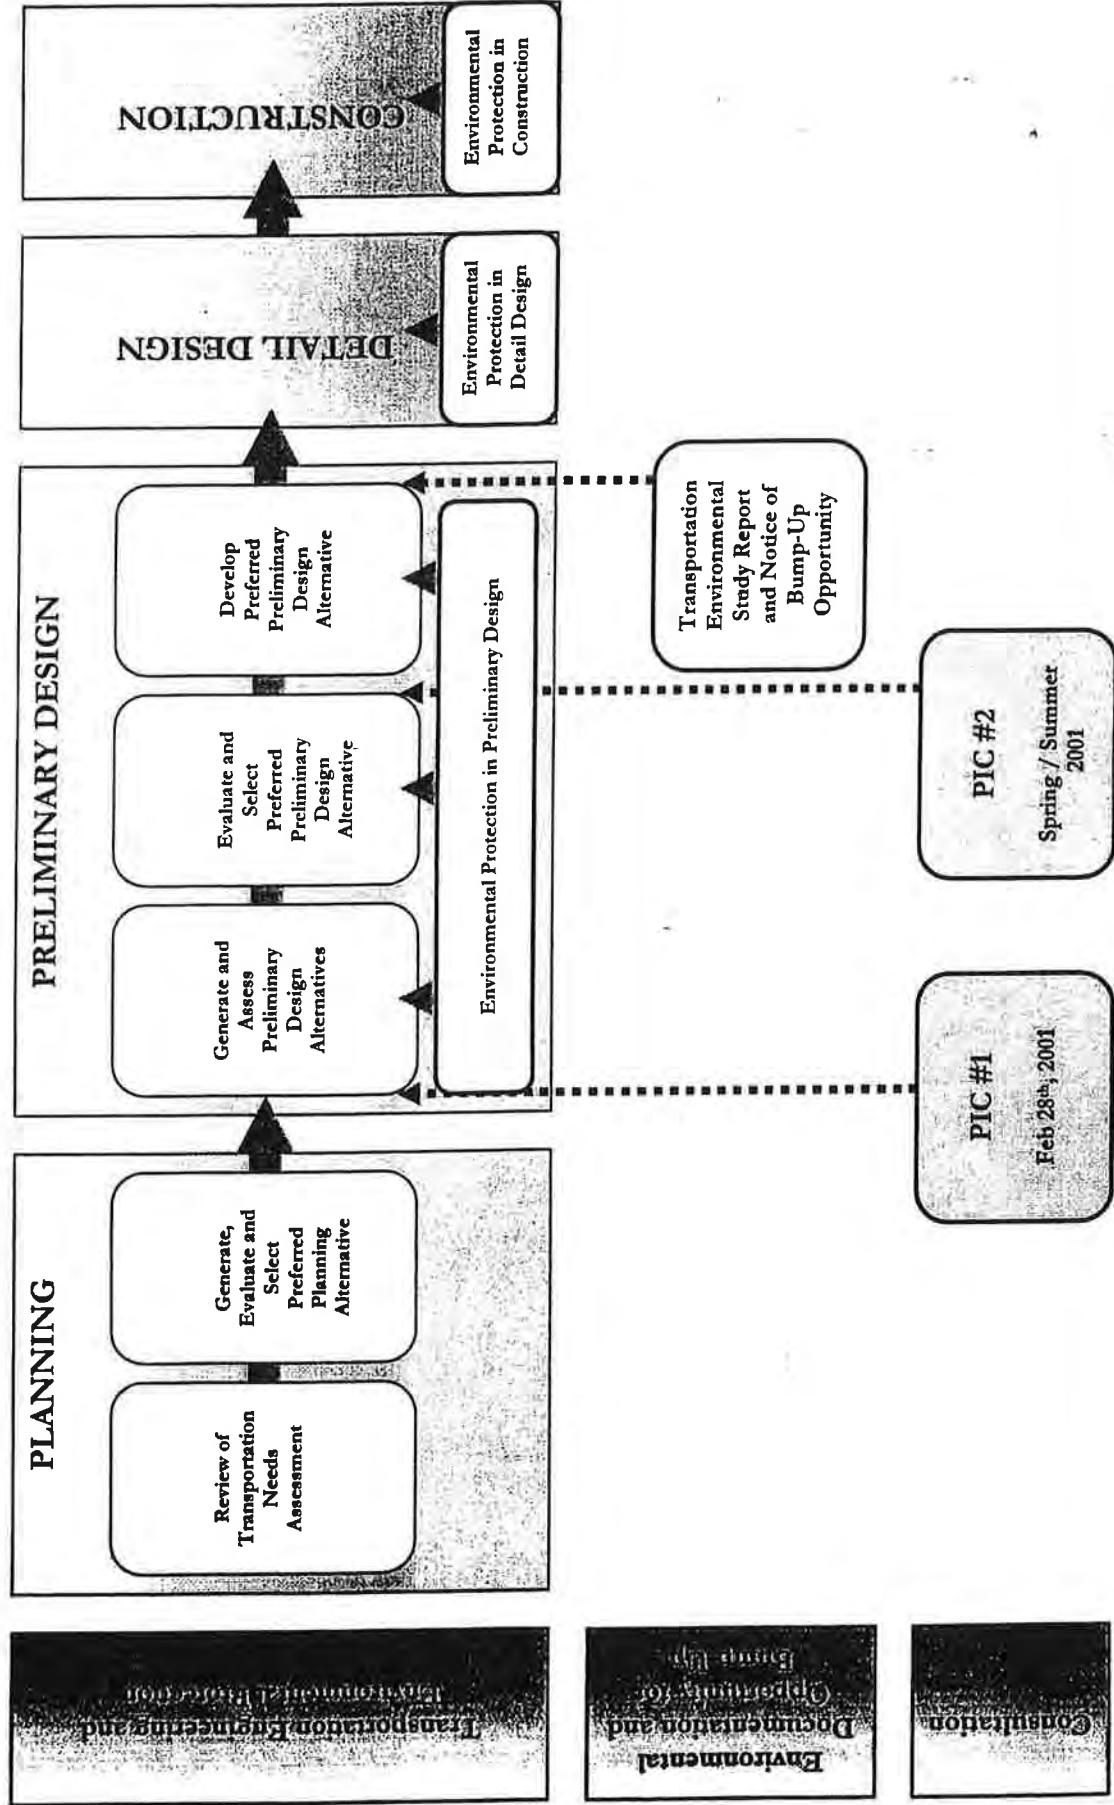 PLANNING
Review of
Transportation
Needs
Assessment
Generate,
Evaluate and
Select
Preferred
Planning
Alternative
PRELIMINARY DESIGN
Generate and
Assess
Preliminary
Design
Alternatives
Evaluate and
Select
Preferred
Preliminary
Design
Alternative
Develop
Preferred
Preliminary
Design
Alternative
Environmental Protection in Preliminary Design
DETAIL DESIGN
Environmental
Protection in
Detail Design
CONSTRUCTION
Environmental
Protection in
Construction
Transportation Engineering and
Environmental Protection
Environmental
Documentation and
Opportunity for
Bump Up
Transportation
Environmental
Study Report
and Notice of
Bump-Up
Opportunity
Consultation
PIC #1
Feb 28th, 2001
PIC #2
Spring / Summer
2001